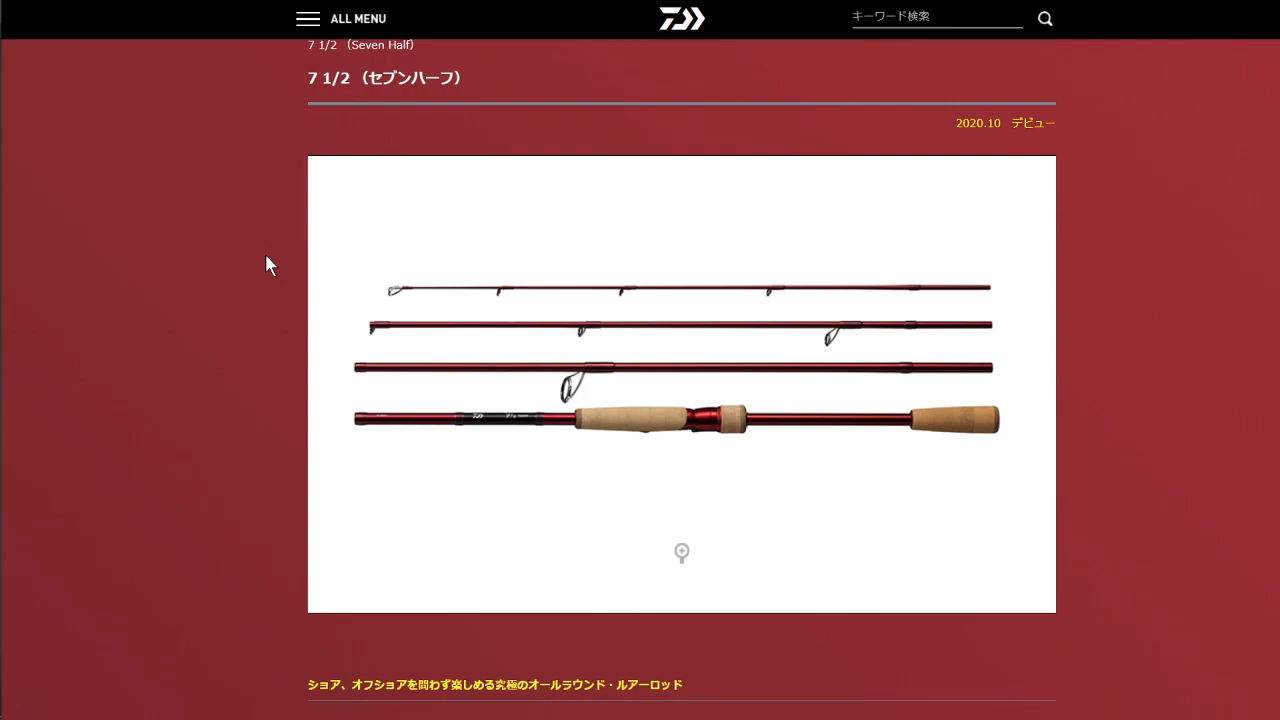 ALL MENU
キーワード検索
7 1/2 （Seven Half）
7 1/2 （セブンハーフ）
2020.10　デビュー
ショア、オフショアを問わず楽しめる究極のオールラウンド・ルアーロッド